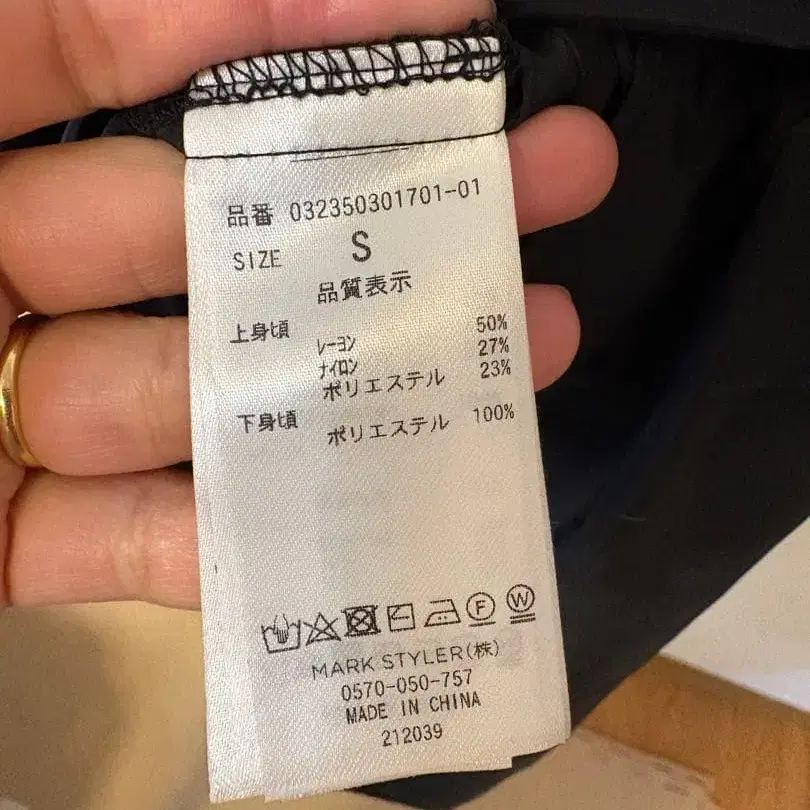 品番 032350301701-01
SIZE S
品質表示
上身頃
レーヨン 50%
ナイロン 27%
ポリエステル 23%
下身頃
ポリエステル 100%
F W
MARK STYLER(株)
0570-050-757
MADE IN CHINA
212039